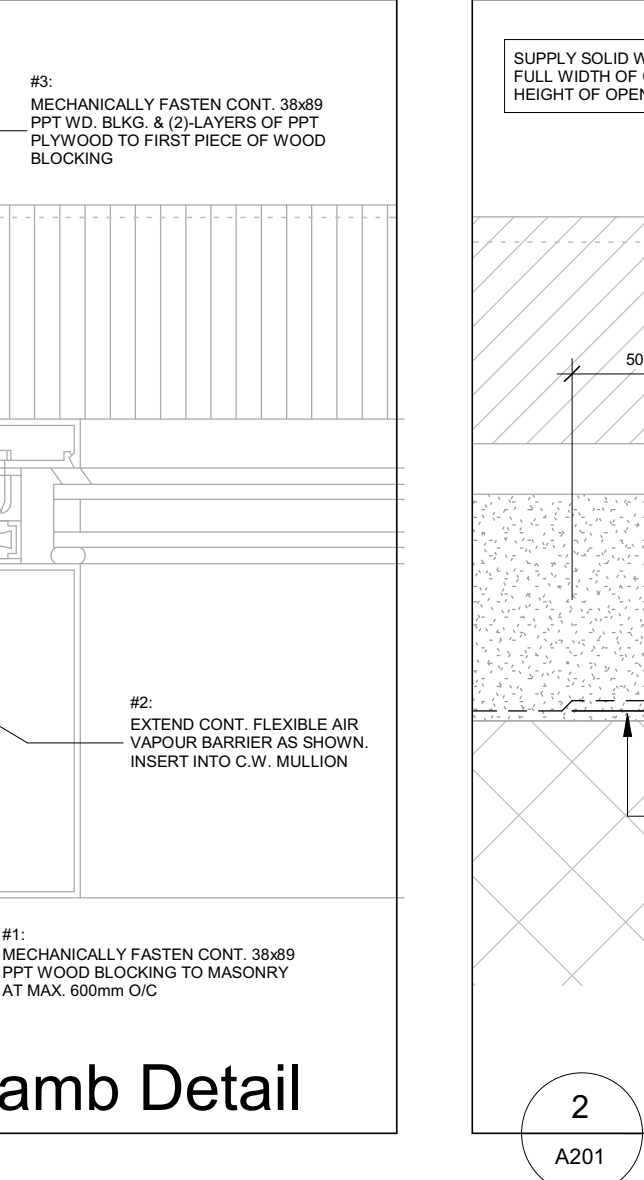 #3:
MECHANICALLY FASTEN CONT. 38x89
PPT WD. BLKG. & (2)-LAYERS OF PPT
PLYWOOD TO FIRST PIECE OF WOOD
BLOCKING
#2:
EXTEND CONT. FLEXIBLE AIR
VAPOUR BARRIER AS SHOWN.
INSERT INTO C.W. MULLION
#1:
MECHANICALLY FASTEN CONT. 38x89
PPT WOOD BLOCKING TO MASONRY
AT MAX. 600mm O/C
amb Detail
SUPPLY SOLID
FULL WIDTH OF
HEIGHT OF OPEN
50
2
A201